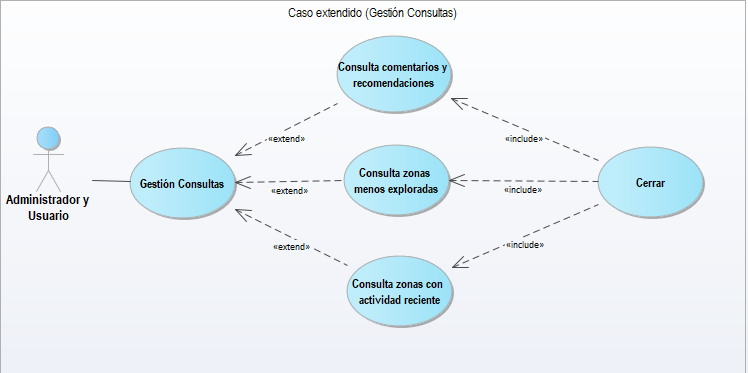 Caso extendido (Gestión Consultas)
Consulta comentarios y
recomendaciones
«extend»
«include»
Administrador y
Usuario
Gestión Consultas
«extend»
Consulta zonas
menos exploradas
«include»
Cerrar
«extend»
Consulta zonas con
actividad reciente
«include»